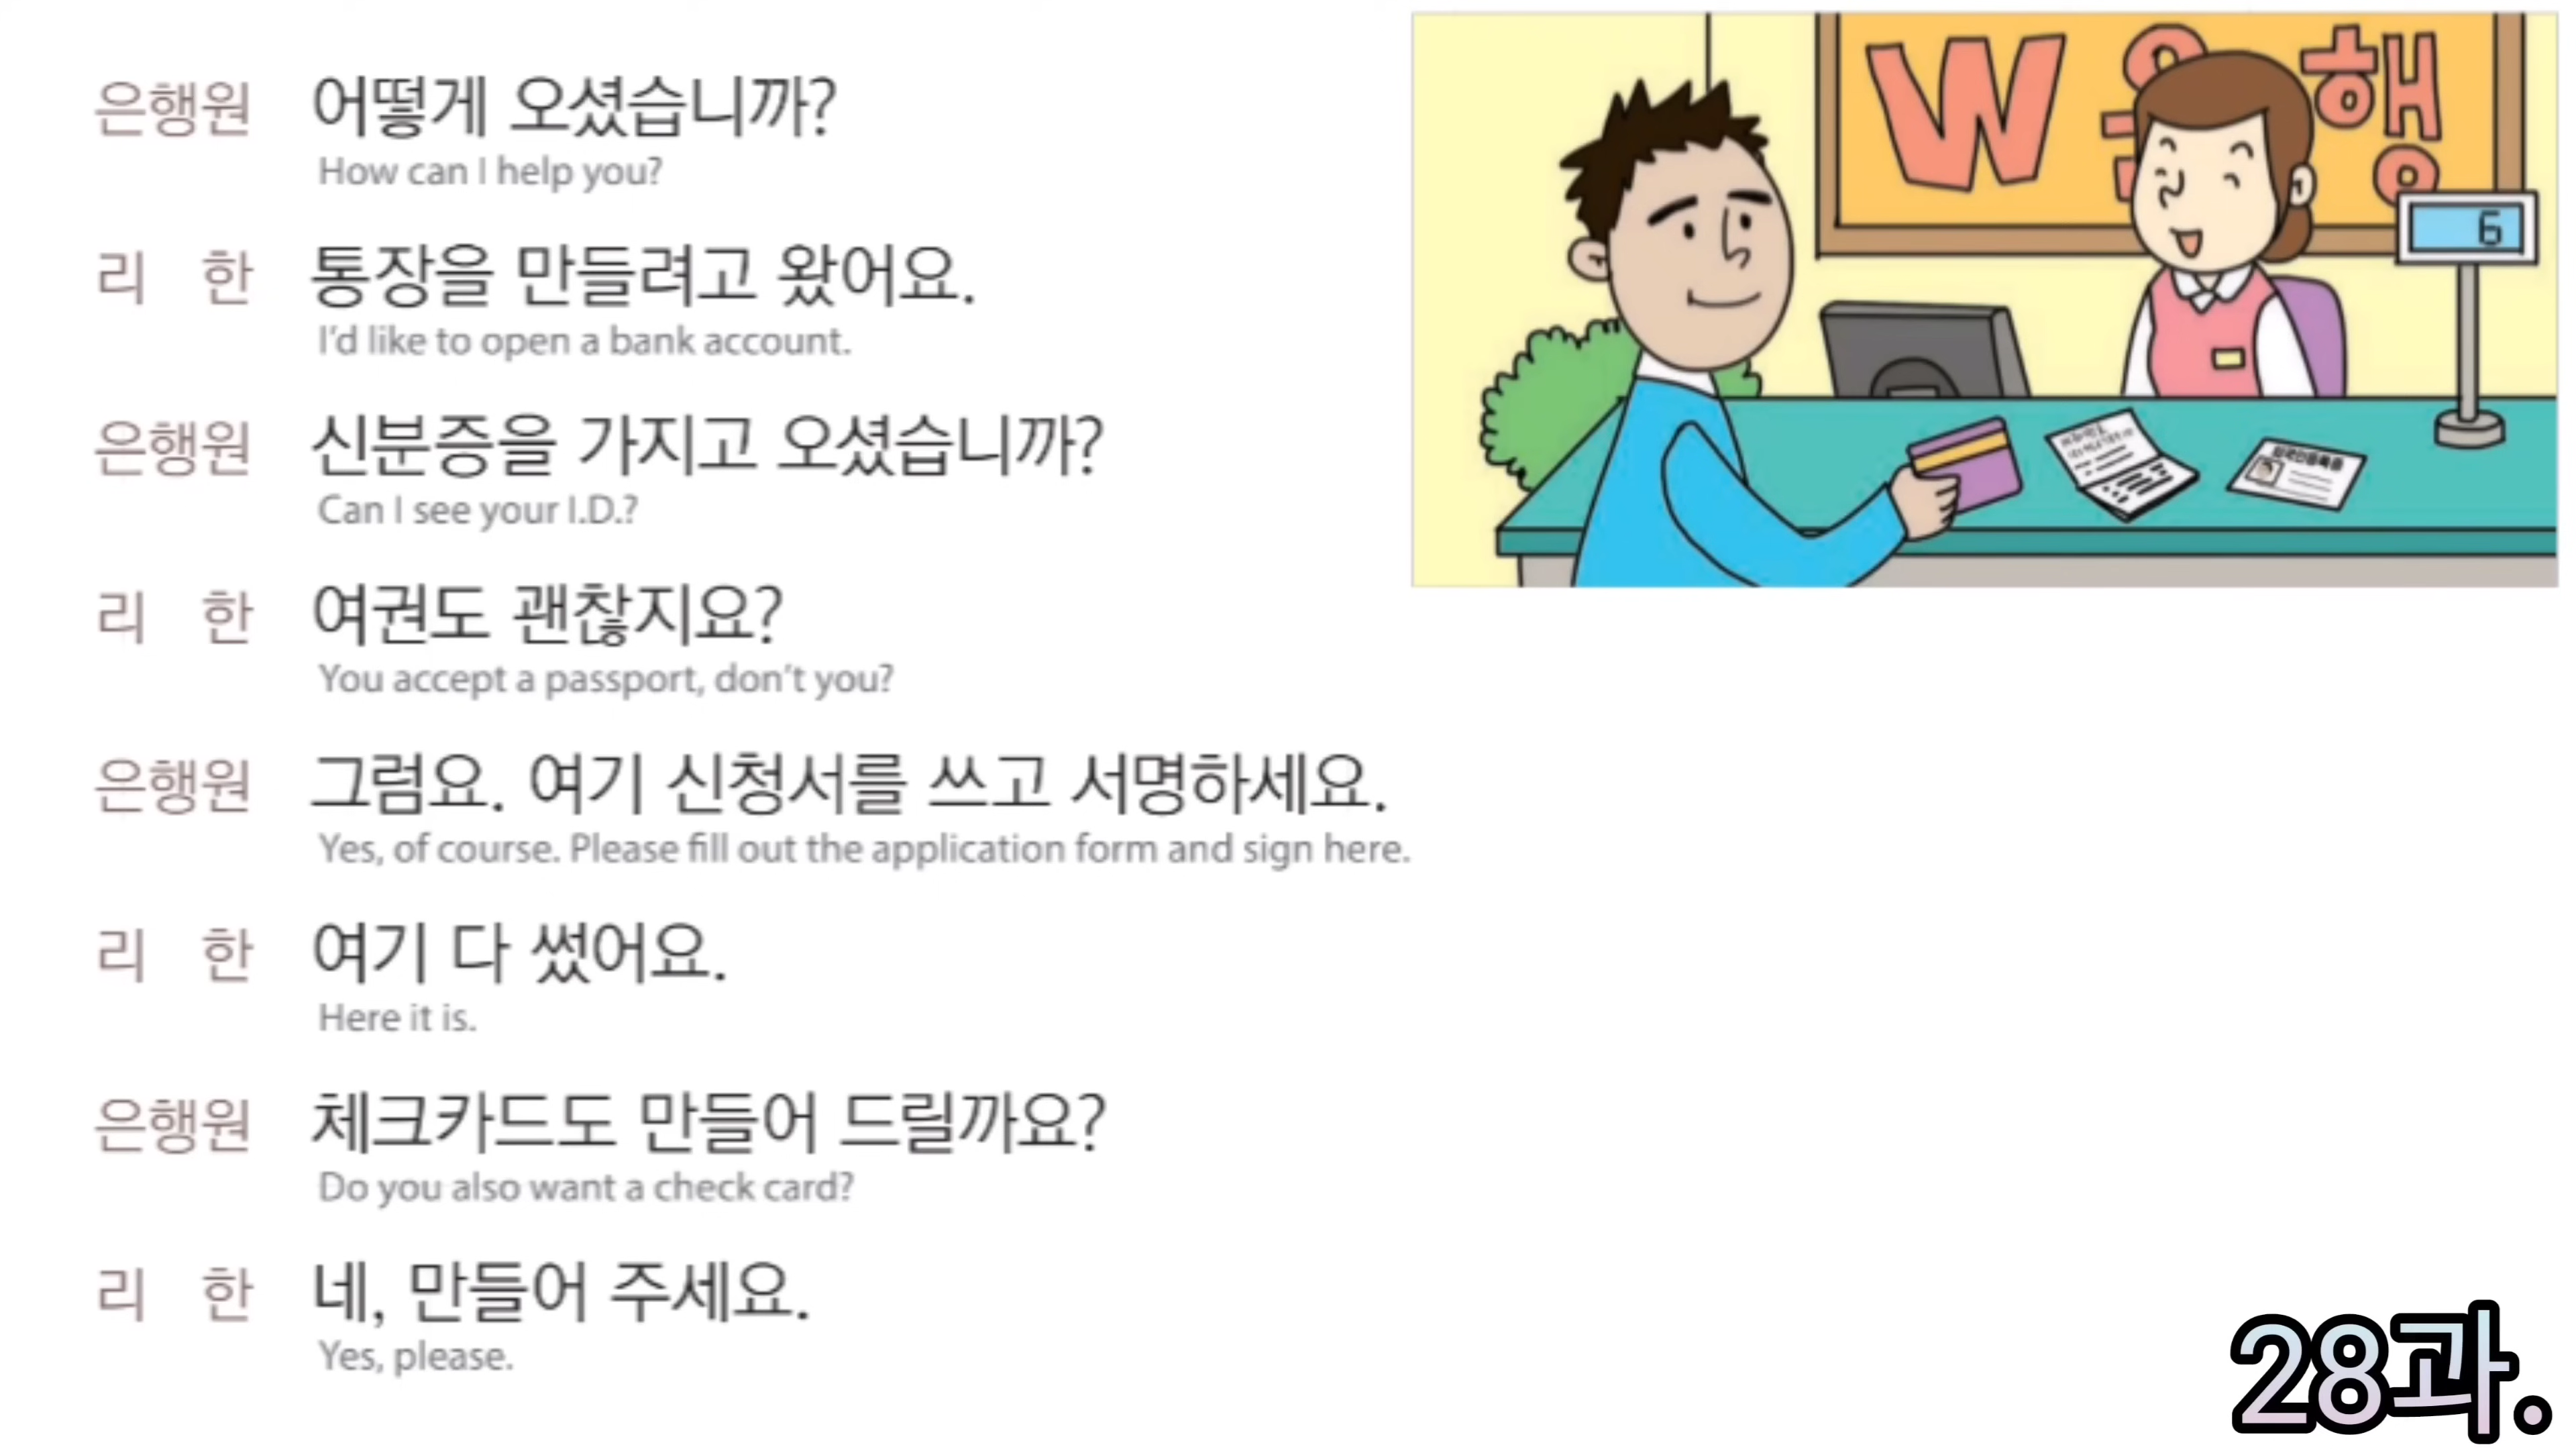 은행원 어떻게 오셨습니까?
How can I help you?
리 한 통장을 만들려고 왔어요.
I'd like to open a bank account.
은행원 신분증을 가지고 오셨습니까?
Can I see your I.D.?
리 한 여권도 괜찮지요?
You accept a passport, don't you?
은행원 그럼요. 여기 신청서를 쓰고 서명하세요.
Yes, of course. Please fill out the application form and sign here.
리 한 여기 다 썼어요.
Here it is.
은행원 체크카드도 만들어 드릴까요?
Do you also want a check card?
리 한 네, 만들어 주세요.
Yes, please.
W은행
6
외국인등록증
28과.